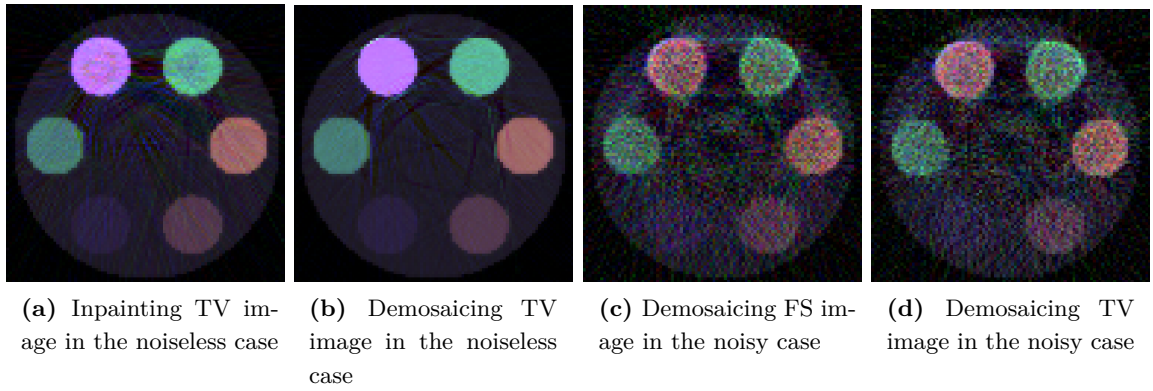 (a) Inpainting TV im-
age in the noiseless case
(b) Demosaicing TV
image in the noiseless
case
(c) Demosaicing FS im-
age in the noisy case
(d) Demosaicing TV
image in the noisy case